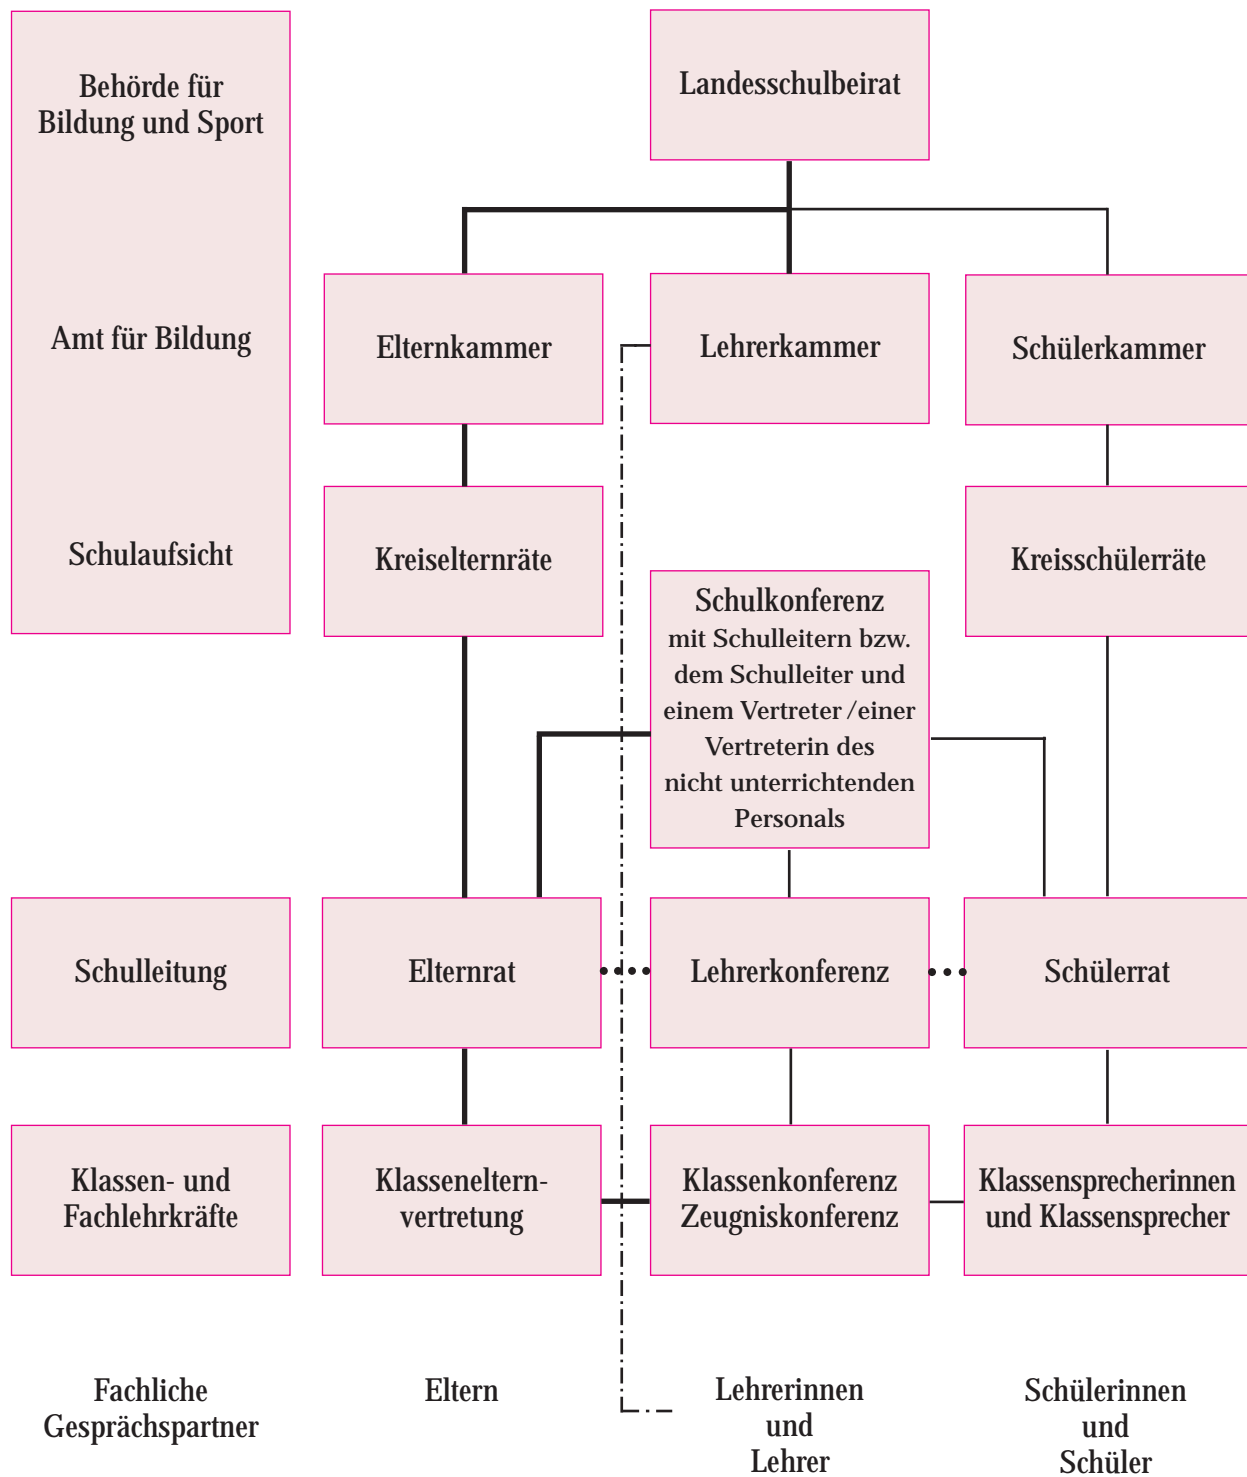 Behörde für
Bildung und Sport
Landesschulbeirat
Amt für Bildung
Elternkammer
Lehrerkammer
Schülerkammer
Schulaufsicht
Kreiselternräte
Kreisschülerräte
Schulkonferenz
mit Schulleitern bzw.
dem Schulleiter und
einem Vertreter /einer
Vertreterin des
nicht unterrichtenden
Personals
Schulleitung
Elternrat
Lehrerkonferenz
Schülerrat
Klassen- und
Fachlehrkräfte
Klasseneltern-
vertretung
Klassenkonferenz
Zeugniskonferenz
Klassensprecherinnen
und Klassensprecher
Fachliche
Gesprächspartner
Eltern
Lehrerinnen
und
Lehrer
Schülerinnen
und
Schüler